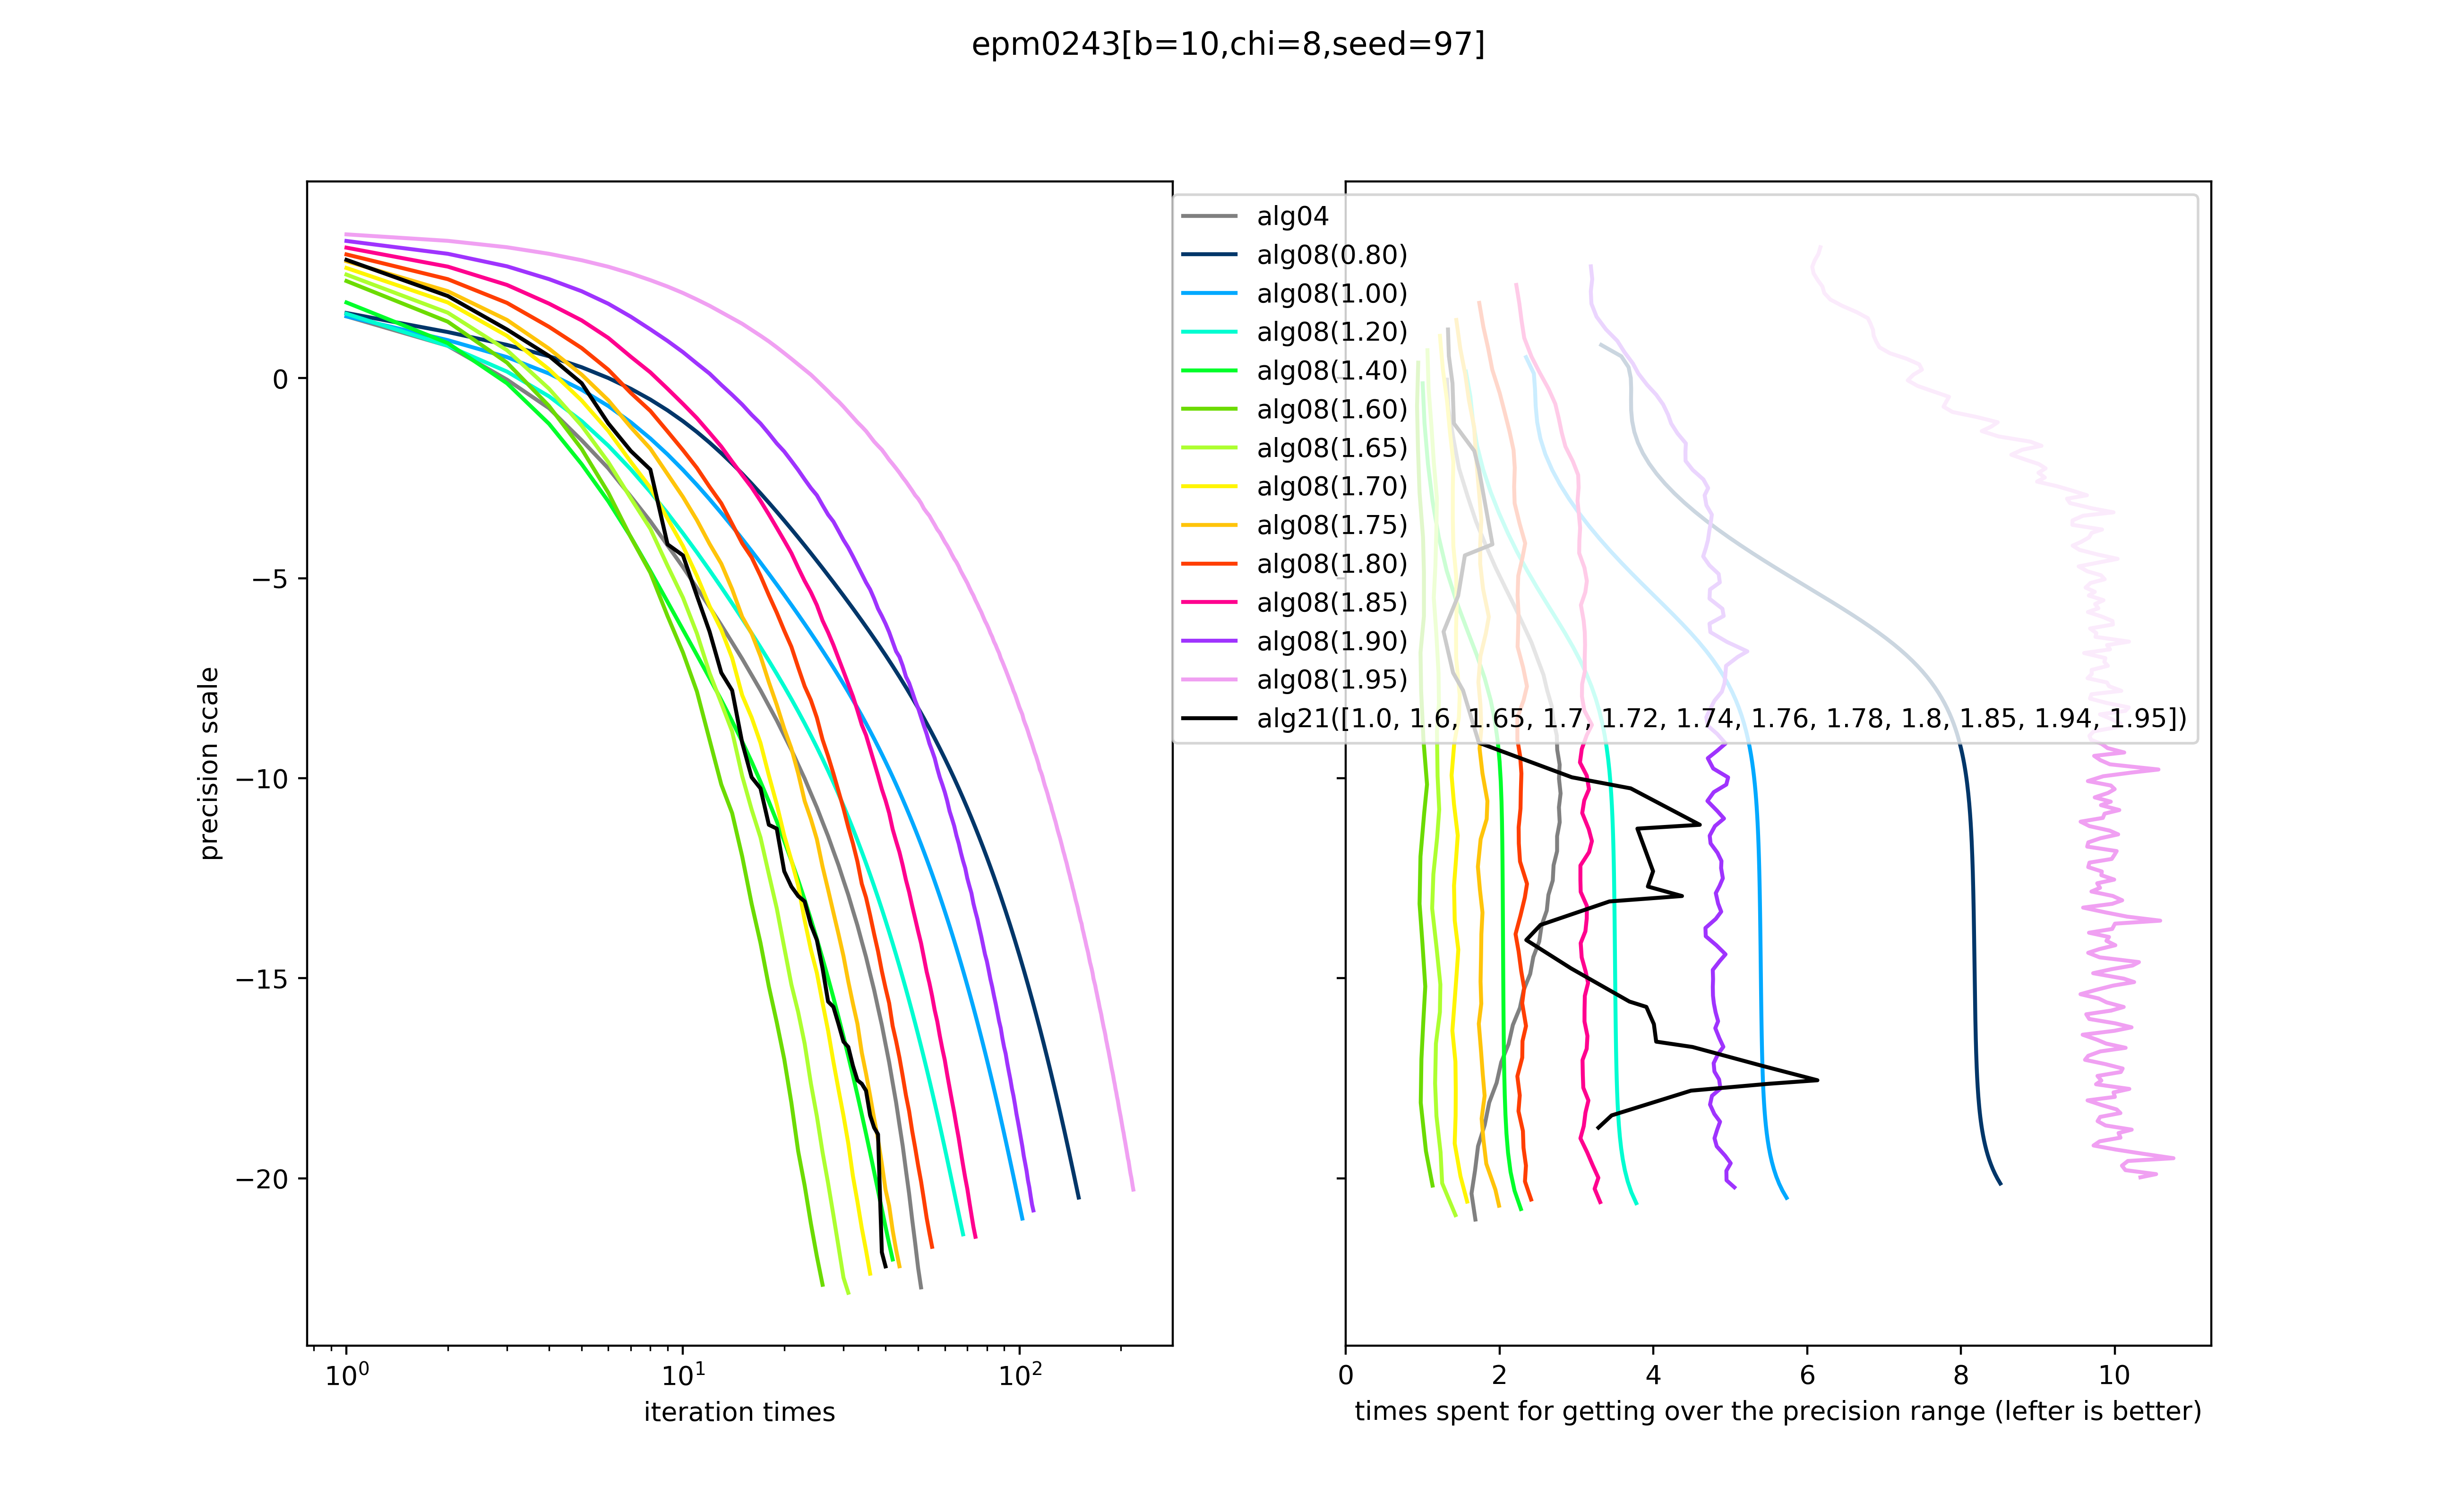 epm0243[b=10,chi=8,seed=97]
alg04
alg08(0.80)
alg08(1.00)
alg08(1.20)
alg08(1.40)
alg08(1.60)
alg08(1.65)
alg08(1.70)
alg08(1.75)
alg08(1.80)
alg08(1.85)
alg08(1.90)
alg08(1.95)
alg21([1.0, 1.6, 1.65, 1.7, 1.72, 1.74, 1.76, 1.78, 1.8, 1.85, 1.94, 1.95])
precision scale
0
−5
−10
−15
−20
10⁰ 10¹ 10²
iteration times
0 2 4 6 8 10
times spent for getting over the precision range (lefter is better)